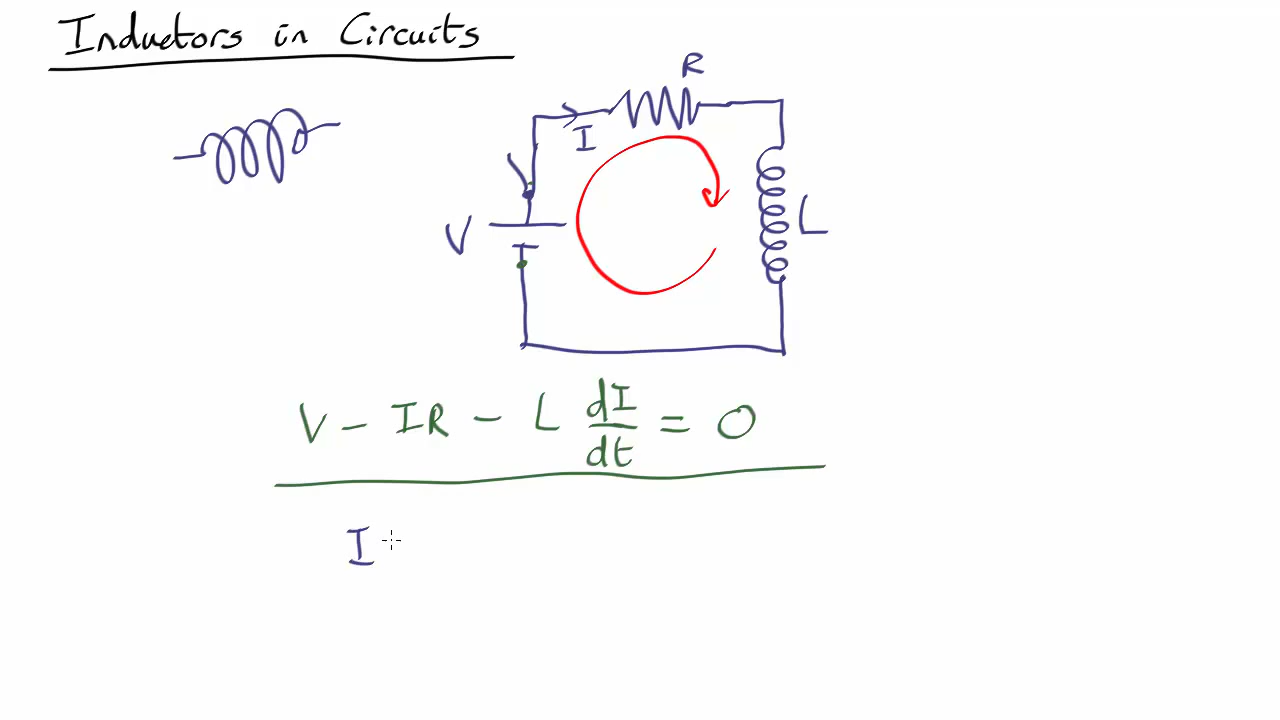 Inductors in Circuits
R
I
V
L
V - IR - L dI/dt = 0
I